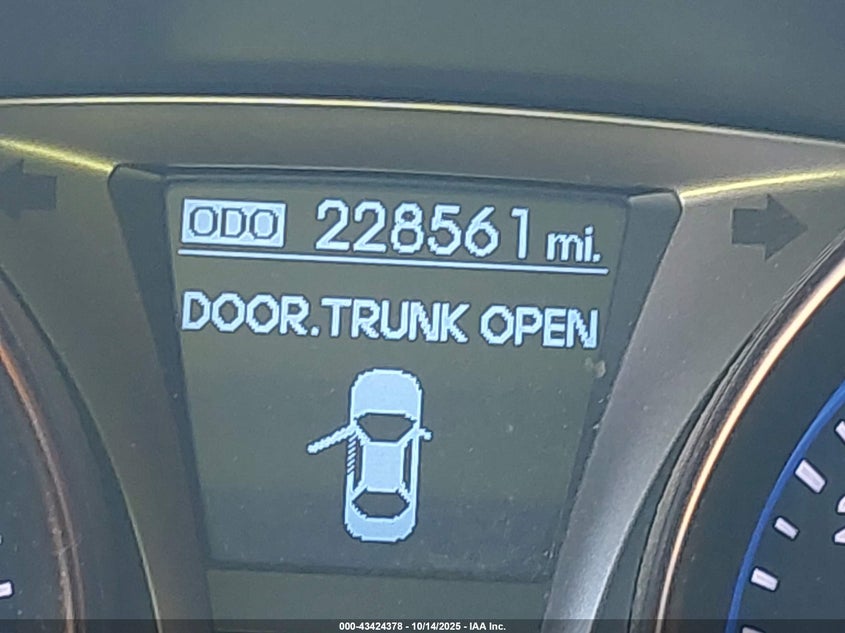 ODO 228561 mi.
DOOR.TRUNK OPEN
000-43424378 - 10/14/2025 - IAA Inc.